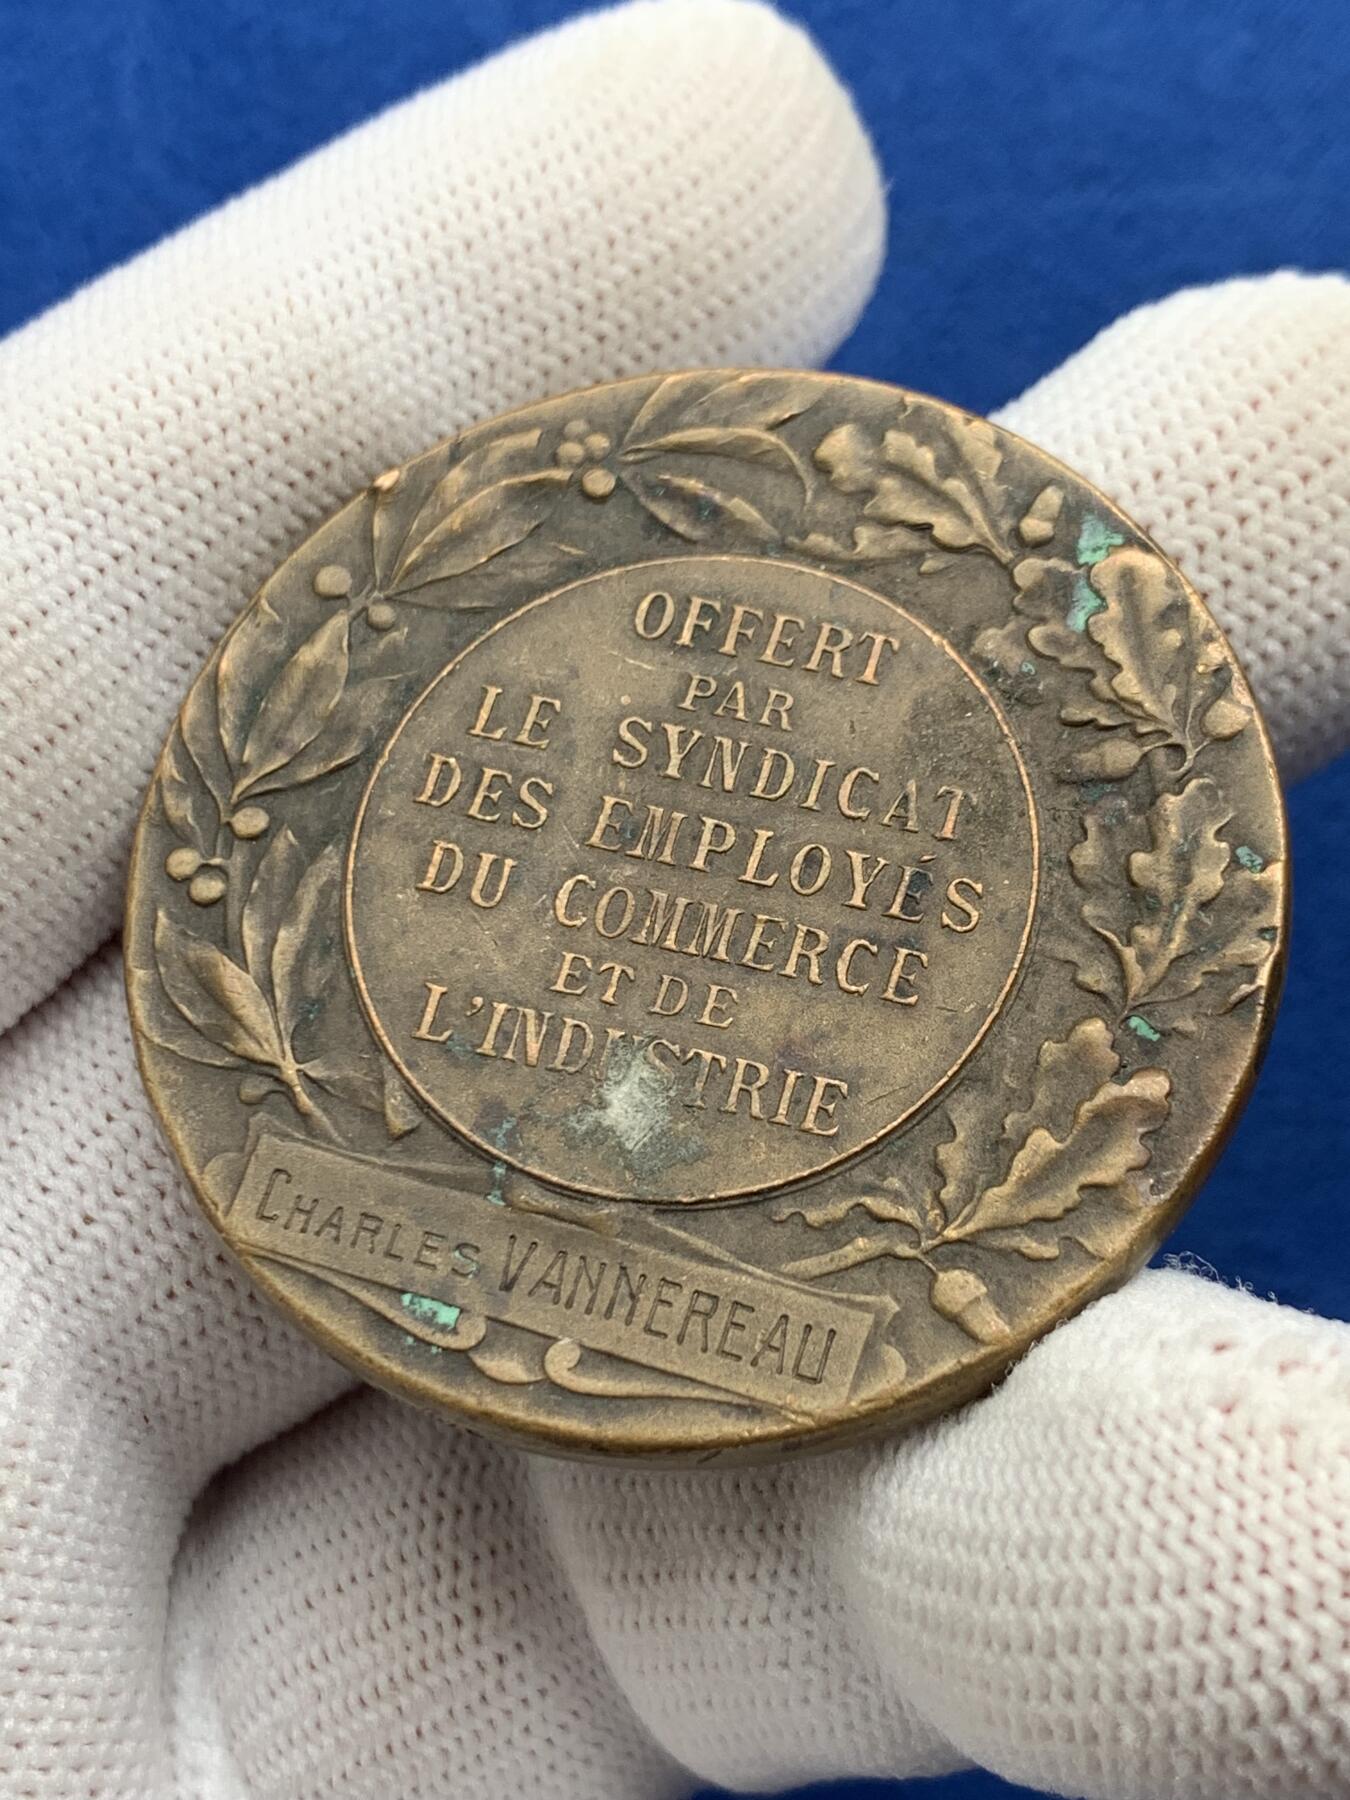 OFFERT
PAR
LE SYNDICAT
DES EMPLOYÉS
DU COMMERCE
ET DE
L'INDUSTRIE
CHARLES VANNEREAU